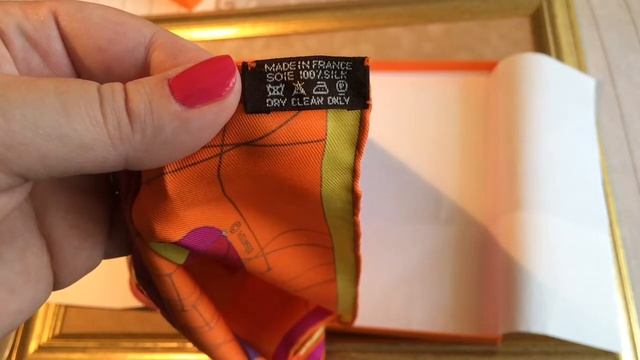 MADE IN FRANCE
SOIE 100% SILK
DRY CLEAN ONLY